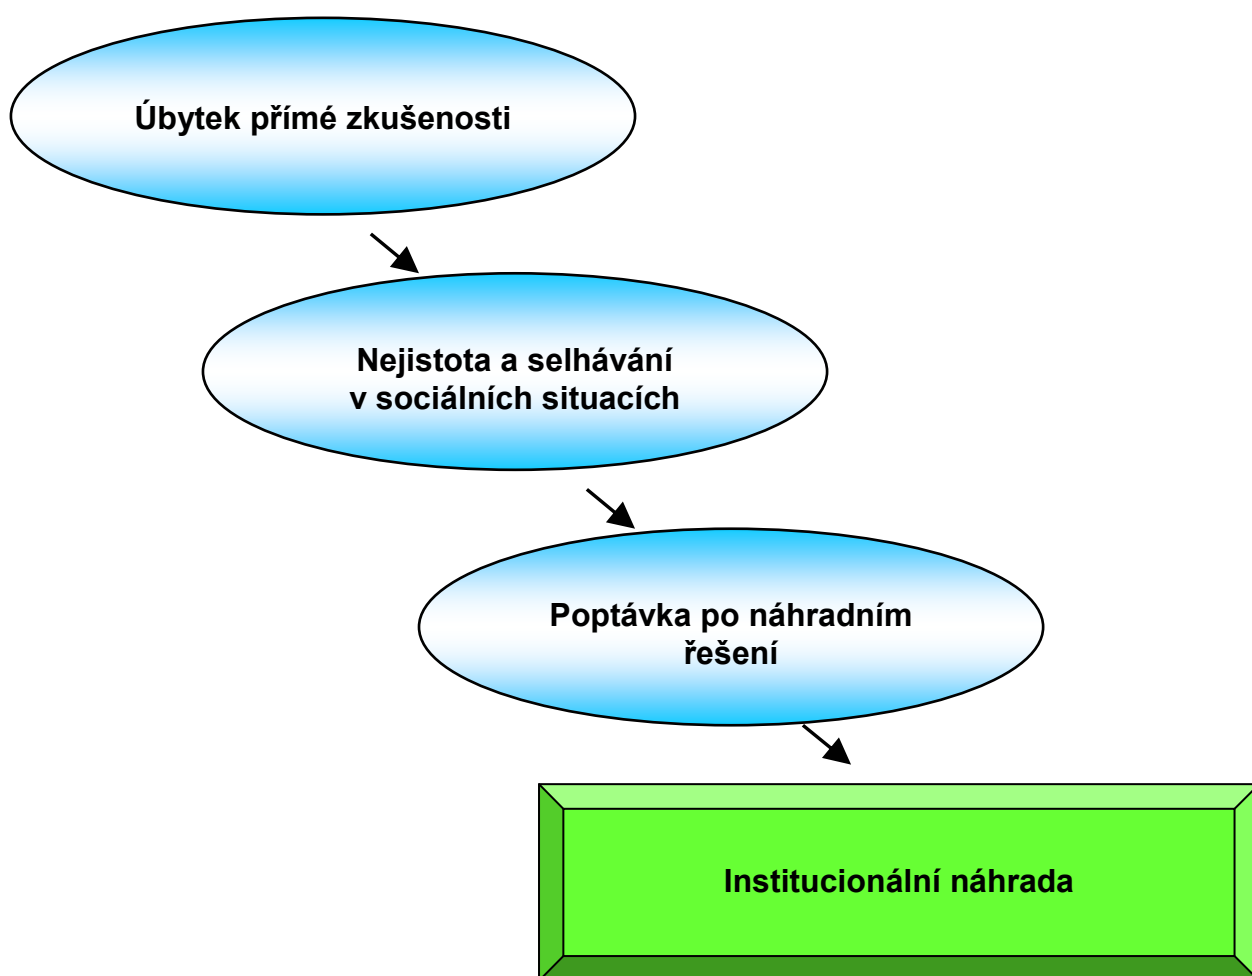 Úbytek přímé zkušenosti
Nejistota a selhávání
v sociálních situacích
Poptávka po náhradním
řešení
Institucionální náhrada